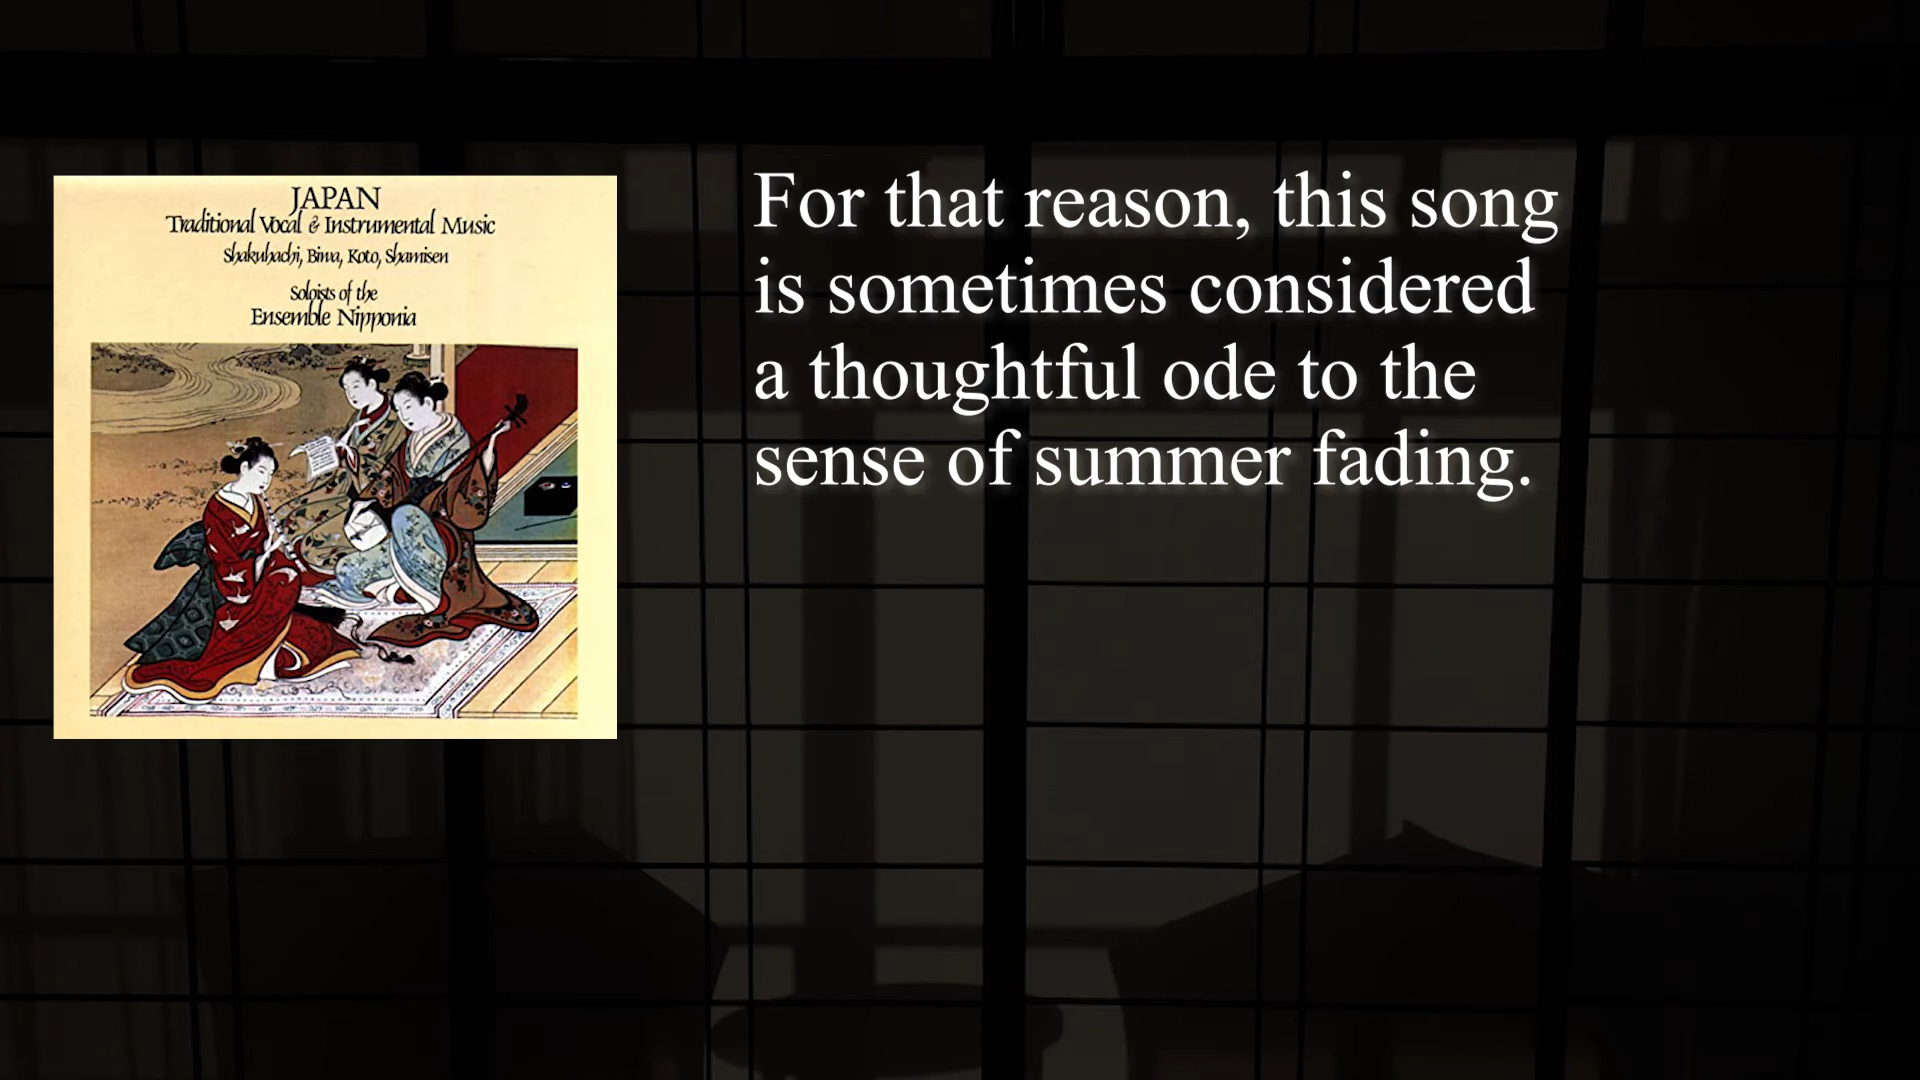 JAPAN
Traditional Vocal & Instrumental Music
Shakuhachi, Biwa, Koto, Shamisen
Soloists of the
Ensemble Nipponia
For that reason, this song
is sometimes considered
a thoughtful ode to the
sense of summer fading.